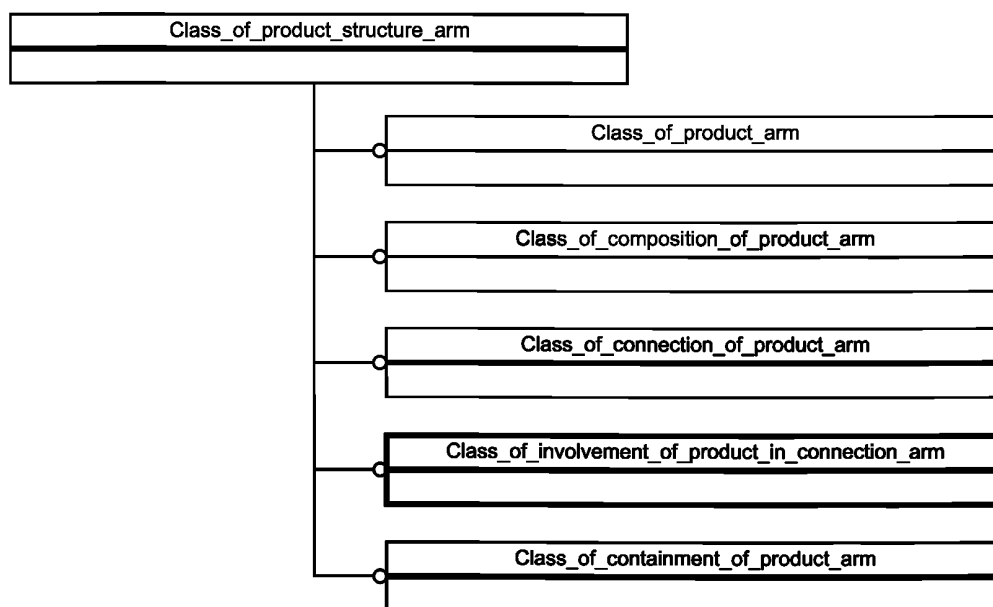 Class_of_product_structure_arm
Class_of_product_arm
Class_of_composition_of_product_arm
Class_of_connection_of_product_arm
Class_of_involvement_of_product_in_connection_arm
Class_of_containment_of_product_arm